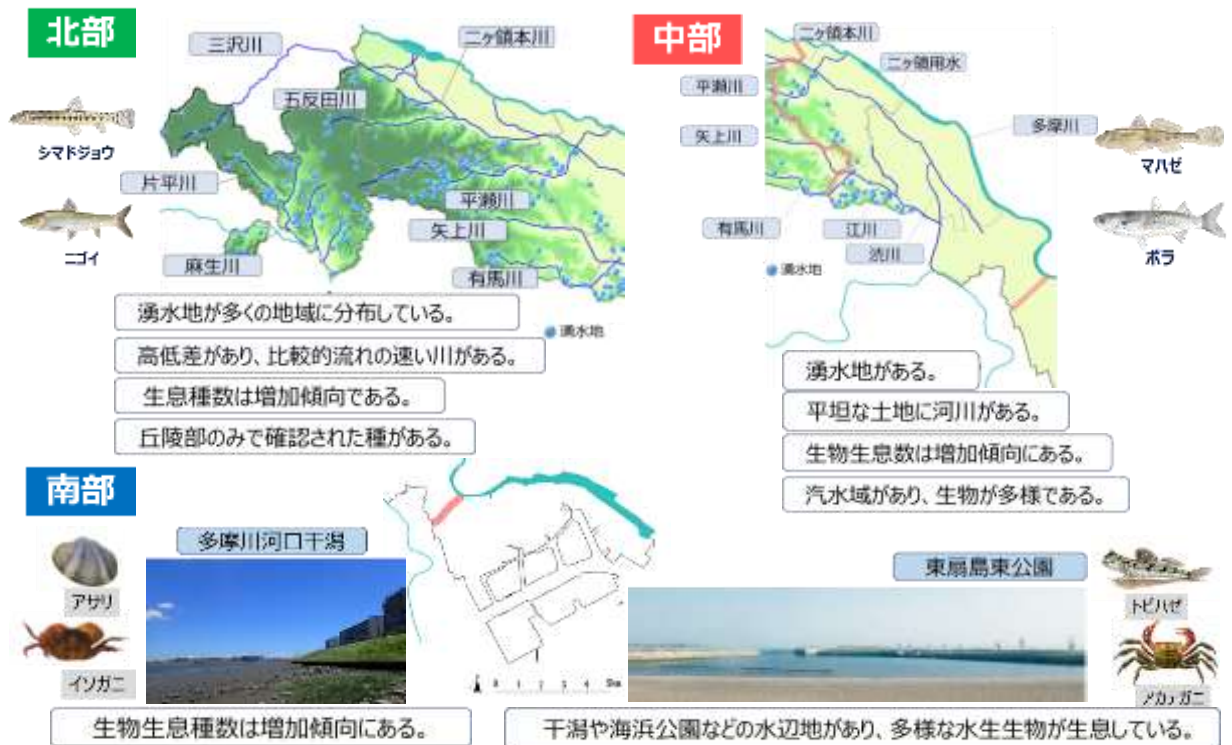 北部
三沢川
二ヶ領本川
五反田川
シマドジョウ
片平川
平瀬川
ニゴイ
矢上川
麻生川
有馬川
湧水地が多くの地域に分布している。
湧水地
高低差があり、比較的流れの速い川がある。
生息種数は増加傾向である。
丘陵部のみで確認された種がある。
中部
二ヶ領本川
二ヶ領用水
平瀬川
多摩川
矢上川
マハゼ
有馬川
江川
渋川
ボラ
湧水地
湧水地がある。
平坦な土地に河川がある。
生物生息数は増加傾向にある。
汽水域があり、生物が多様である。
南部
多摩川河口干潟
アサリ
イソガニ
0 1 2 3 4 5km
東扇島東公園
トビハゼ
アカテガニ
生物生息種数は増加傾向にある。
干潟や海浜公園などの水辺地があり、多様な水生生物が生息している。